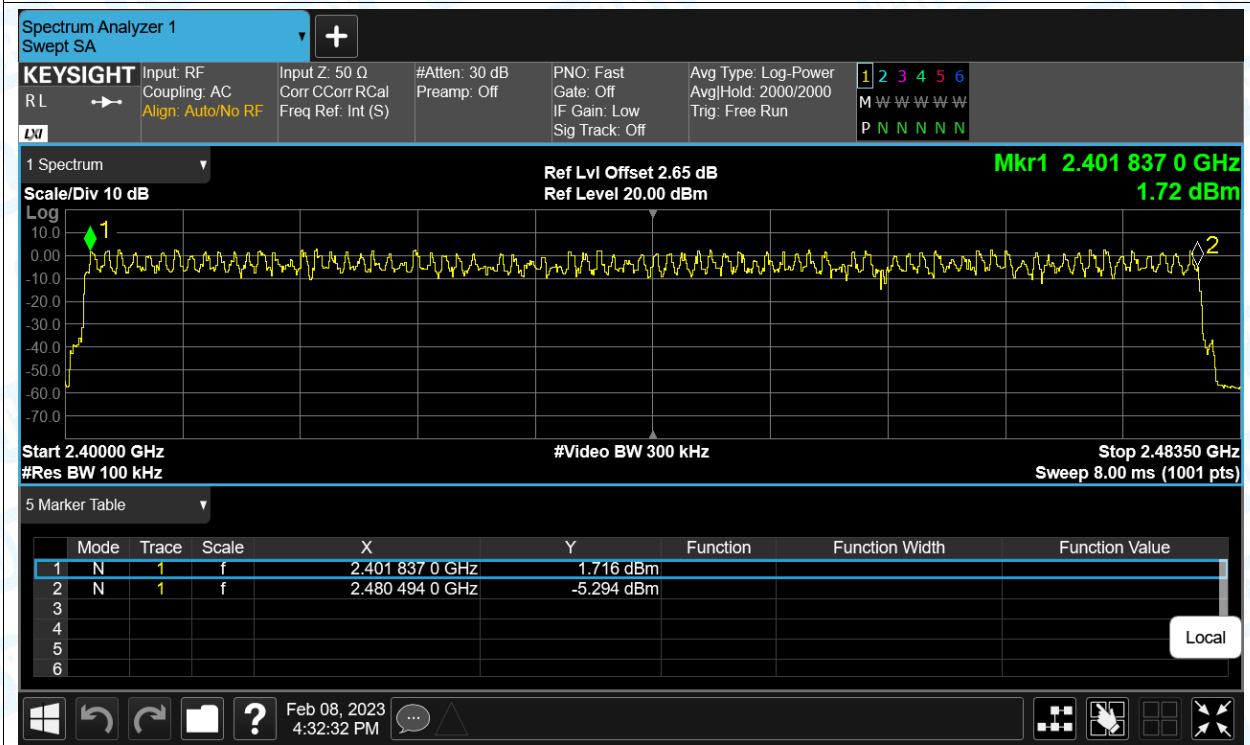 Spectrum Analyzer 1
Swept SA
KEYSIGHT
R L
LXI
Input: RF
Coupling: AC
Align: Auto/No RF
Input Z: 50 Ω
Corr CCorr RCal
Freq Ref: Int (S)
#Atten: 30 dB
Preamp: Off
PNO: Fast
Gate: Off
IF Gain: Low
Sig Track: Off
Avg Type: Log-Power
Avg|Hold: 2000/2000
Trig: Free Run
1 2 3 4 5 6
M W W W W W
P N N N N N
1 Spectrum
Scale/Div 10 dB
Ref Lvl Offset 2.65 dB
Ref Level 20.00 dBm
Mkr1 2.401 837 0 GHz
1.72 dBm
Log
10.0
0.00
-10.0
-20.0
-30.0
-40.0
-50.0
-60.0
-70.0
1
2
Start 2.40000 GHz
#Res BW 100 kHz
#Video BW 300 kHz
Stop 2.48350 GHz
Sweep 8.00 ms (1001 pts)
5 Marker Table
Mode Trace Scale X Y Function Function Width Function Value
1 N 1 f 2.401 837 0 GHz 1.716 dBm
2 N 1 f 2.480 494 0 GHz -5.294 dBm
3
4
5
6
Local
?
Feb 08, 2023
4:32:32 PM